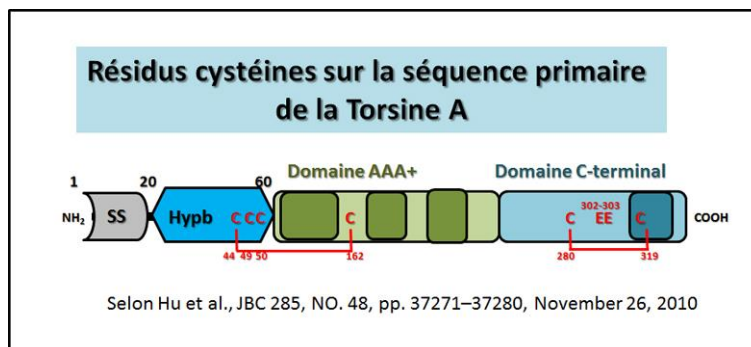 Résidus cystéines sur la séquence primaire
de la Torsine A
Domaine AAA+ Domaine C-terminal
1 20 60
302-303
NH2 SS Hypb C C C C C EE C COOH
44 49 50 162 280 319
Selon Hu et al., JBC 285, NO. 48, pp. 37271–37280, November 26, 2010